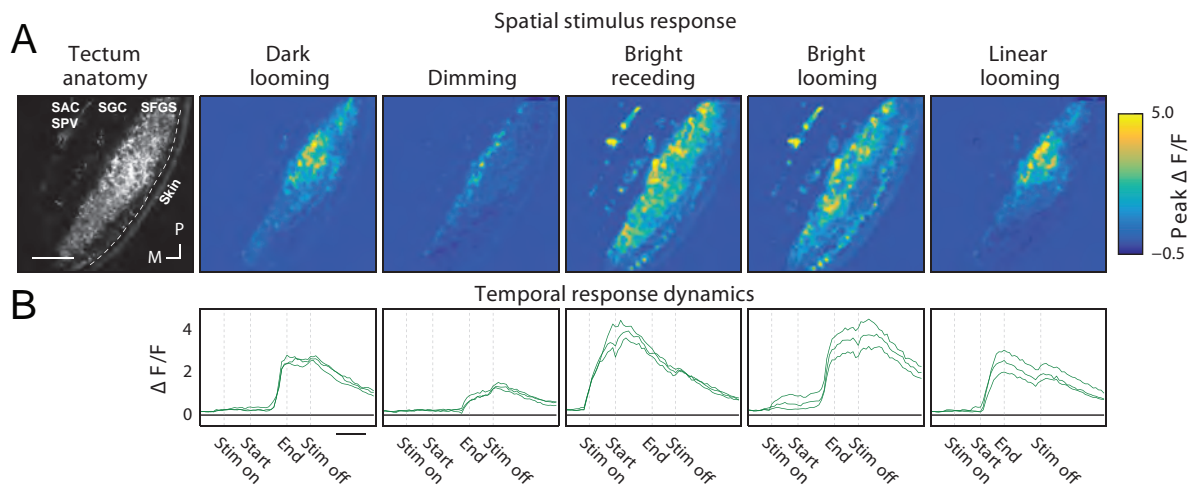 Spatial stimulus response
A
Tectum
anatomy
Dark
looming
Dimming
Bright
receding
Bright
looming
Linear
looming
SAC
SPV
SGC
SFGS
Skin
P
M
5.0
Peak Δ F/F
−0.5
B
Temporal response dynamics
Δ F/F
4
2
0
Stim on
Start
End
Stim off
Stim on
Start
End
Stim off
Stim on
Start
End
Stim off
Stim on
Start
End
Stim off
Stim on
Start
End
Stim off